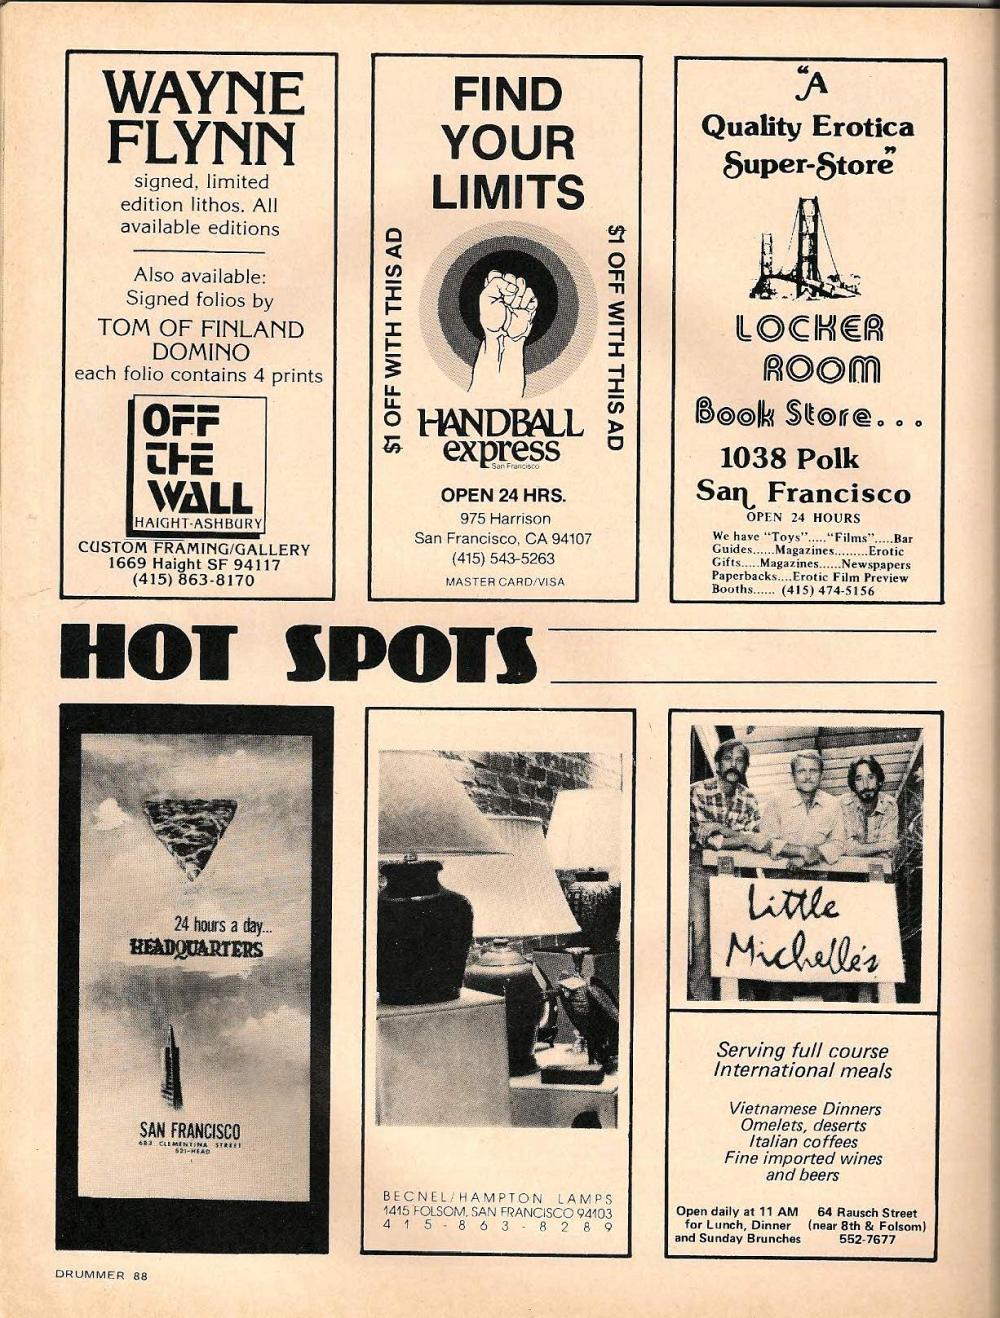 WAYNE
FLYNN
signed, limited
edition lithos. All
available editions
Also available:
Signed folios by
TOM OF FINLAND
DOMINO
each folio contains 4 prints
OFF
THE
WALL
HAIGHT-ASHBURY
CUSTOM FRAMING/GALLERY
1669 Haight SF 94117
(415) 863-8170
FIND
YOUR
LIMITS
$1 OFF WITH THIS AD
$1 OFF WITH THIS AD
HANDBALL
express
San Francisco
OPEN 24 HRS.
975 Harrison
San Francisco, CA 94107
(415) 543-5263
MASTER CARD/VISA
"A
Quality Erotica
Super-Store"
LOCKER
ROOM
Book Store...
1038 Polk
San Francisco
OPEN 24 HOURS
We have "Toys".....“Films”.....Bar
Guides......Magazines.........Erotic
Gifts.....Magazines......Newspapers
Paperbacks....Erotic Film Preview
Booths...... (415) 474-5156
HOT SPOTS
24 hours a day...
HEADQUARTERS
SAN FRANCISCO
683 CLEMENTINA STREET
621-HEAD
BECNEL/HAMPTON LAMPS
1415 FOLSOM, SAN FRANCISCO 94103
415-863-8289
Little
Michelle's
Serving full course
International meals
Vietnamese Dinners
Omelets, deserts
Italian coffees
Fine imported wines
and beers
Open daily at 11 AM
for Lunch, Dinner
and Sunday Brunches
64 Rausch Street
(near 8th & Folsom)
552-7677
DRUMMER 88